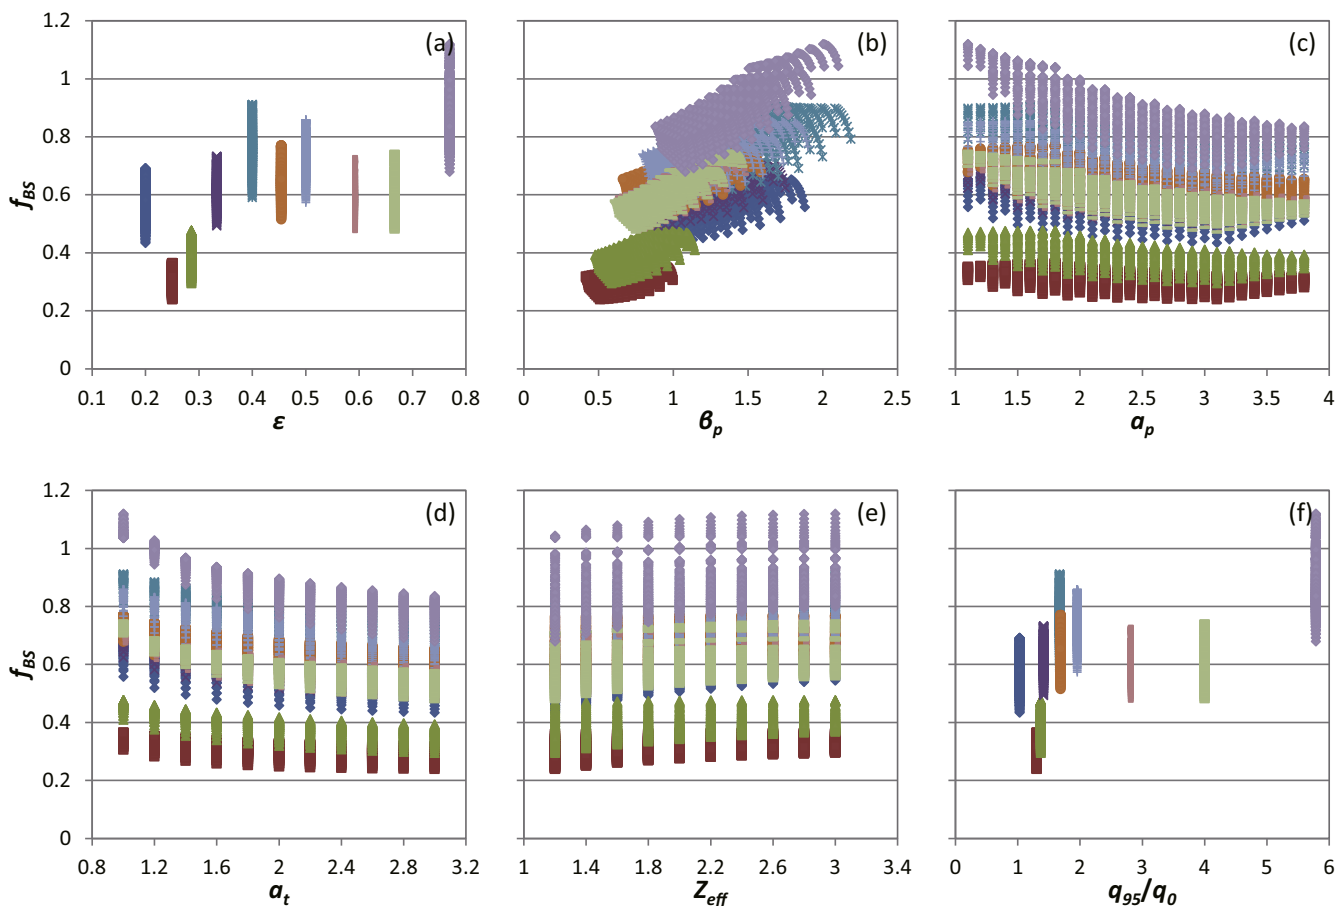 1.2
1
0.8
0.6
0.4
0.2
0
f_BS
(a)
0.1 0.2 0.3 0.4 0.5 0.6 0.7 0.8
ε
(b)
0 0.5 1 1.5 2 2.5
β_p
(c)
1 1.5 2 2.5 3 3.5 4
α_p
1.2
1
0.8
0.6
0.4
0.2
0
f_BS
(d)
0.8 1.2 1.6 2 2.4 2.8 3.2
α_t
(e)
1 1.4 1.8 2.2 2.6 3 3.4
Z_eff
(f)
0 1 2 3 4 5 6
q_95/q_0